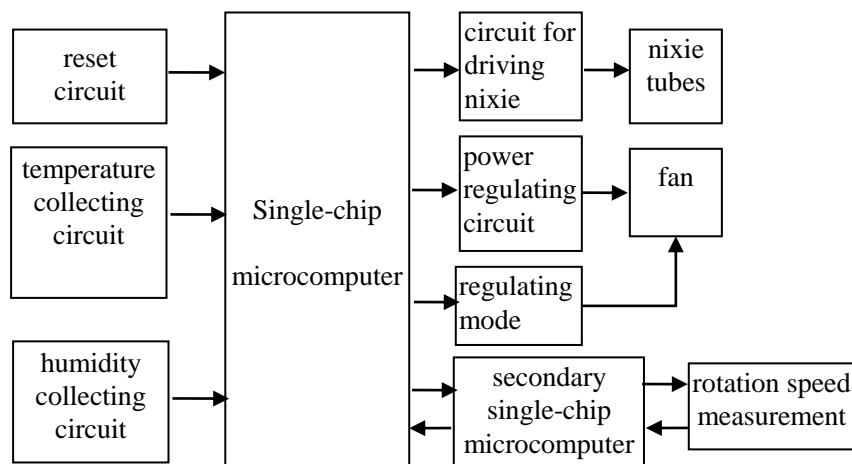 reset
circuit
temperature
collecting
circuit
humidity
collecting
circuit
Single-chip
microcomputer
circuit for
driving
nixie
nixie
tubes
power
regulating
circuit
fan
regulating
mode
secondary
single-chip
microcomputer
rotation speed
measurement